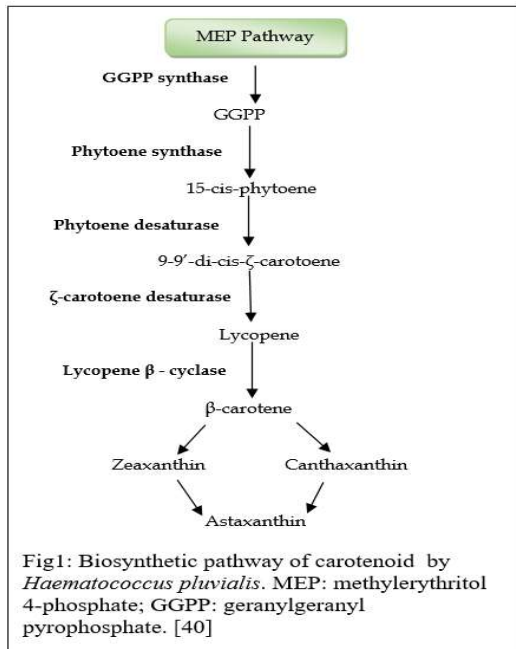 MEP Pathway
GGPP synthase
GGPP
Phytoene synthase
15-cis-phytoene
Phytoene desaturase
9-9′-di-cis-ζ-carotoene
ζ-carotoene desaturase
Lycopene
Lycopene β - cyclase
β-carotene
Zeaxanthin Canthaxanthin
Astaxanthin
Fig1: Biosynthetic pathway of carotenoid by
Haematococcus pluvialis. MEP: methylerythritol
4-phosphate; GGPP: geranylgeranyl
pyrophosphate. [40]